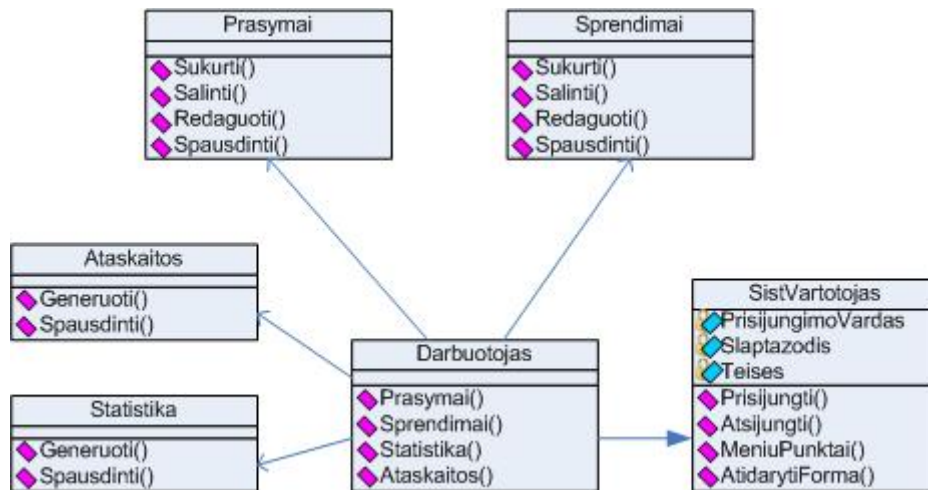 Prasymai
Sukurti()
Salinti()
Redaguoti()
Spausdinti()
Sprendimai
Sukurti()
Salinti()
Redaguoti()
Spausdinti()
Ataskaitos
Generuoti()
Spausdinti()
Statistika
Generuoti()
Spausdinti()
Darbuotojas
Prasymai()
Sprendimai()
Statistika()
Ataskaitos()
SistVartotojas
PrisijungimoVardas
Slaptazodis
Teises
Prisijungti()
Atsijungti()
MeniuPunktai()
AtidarytiForma()